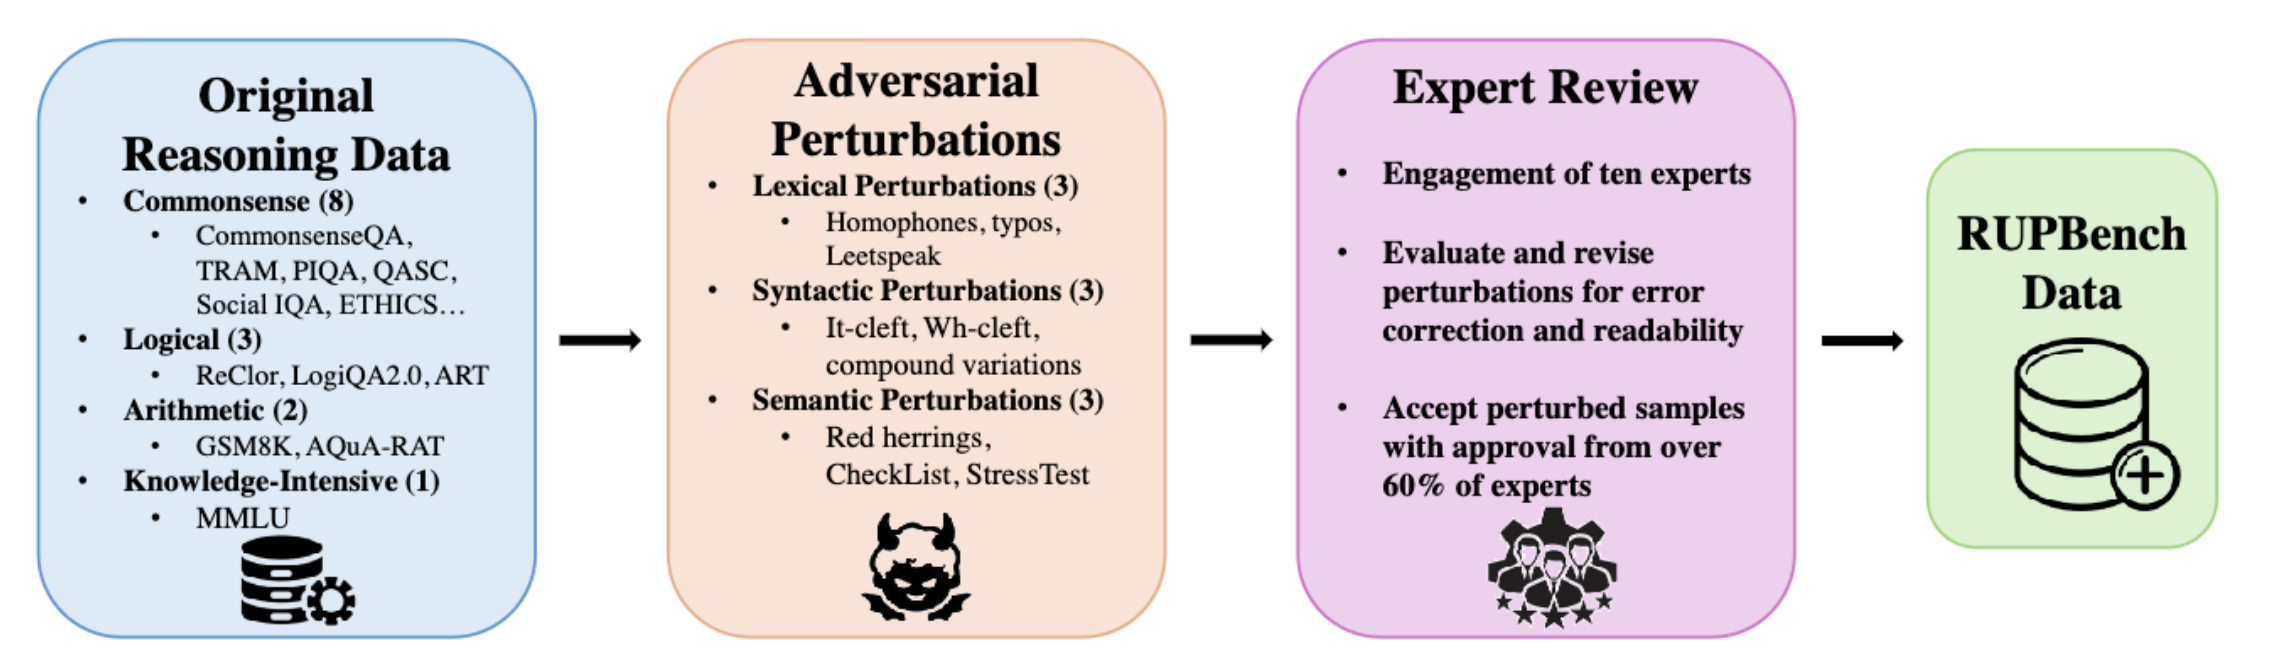 Original
Reasoning Data
• Commonsense (8)
• CommonsenseQA,
TRAM, PIQA, QASC,
Social IQA, ETHICS…
• Logical (3)
• ReClor, LogiQA2.0, ART
• Arithmetic (2)
• GSM8K, AQuA-RAT
• Knowledge-Intensive (1)
• MMLU
Adversarial
Perturbations
• Lexical Perturbations (3)
• Homophones, typos,
Leetspeak
• Syntactic Perturbations (3)
• It-cleft, Wh-cleft,
compound variations
• Semantic Perturbations (3)
• Red herrings,
CheckList, StressTest
Expert Review
• Engagement of ten experts
• Evaluate and revise
perturbations for error
correction and readability
• Accept perturbed samples
with approval from over
60% of experts
RUPBench
Data